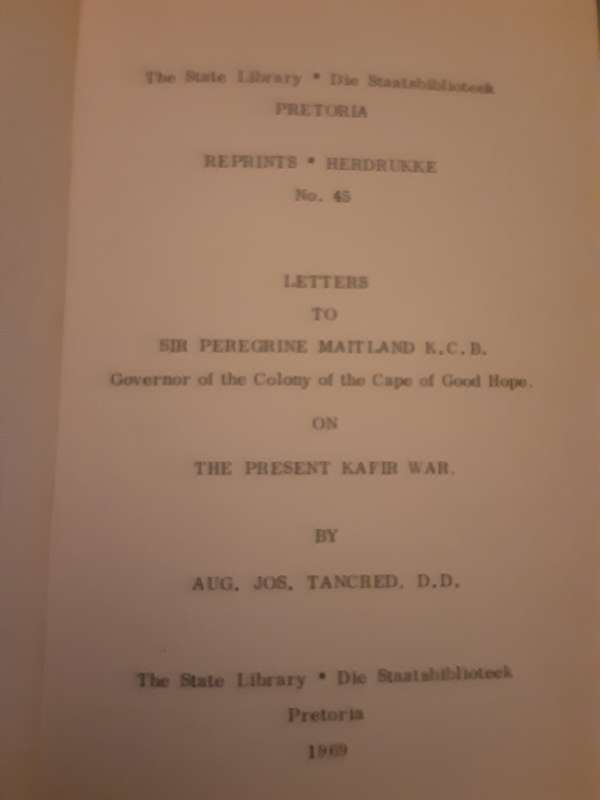 The State Library * Die Staatsbiblioteek
PRETORIA
REPRINTS * HERDRUKKE
No. 45
LETTERS
TO
SIR PEREGRINE MAITLAND K.C.B.
Governor of the Colony of the Cape of Good Hope.
ON
THE PRESENT KAFIR WAR.
BY
AUG. JOS. TANCRED. D.D.
The State Library * Die Staatsbiblioteek
Pretoria
1969